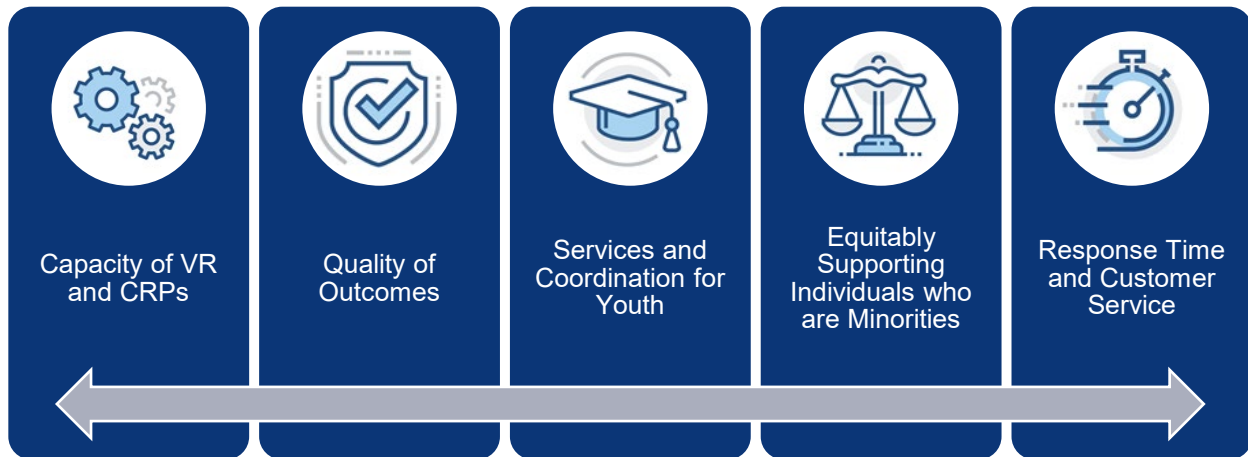 Capacity of VR
and CRPs
Quality of
Outcomes
Services and
Coordination for
Youth
Equitably
Supporting
Individuals who
are Minorities
Response Time
and Customer
Service